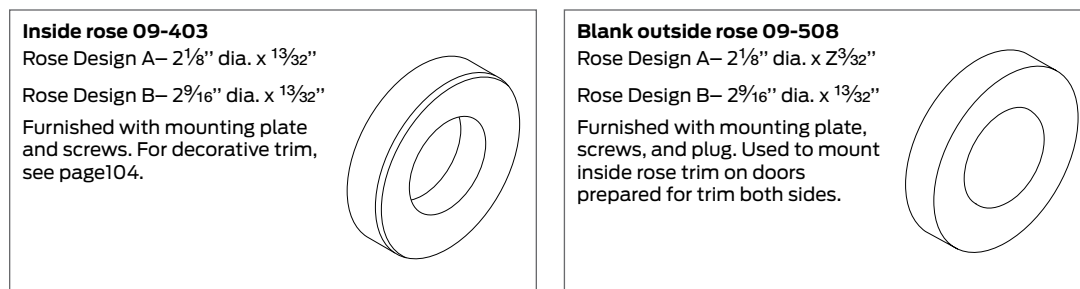 Inside rose 09-403
Rose Design A– 2⅛’’ dia. x 13⁄32’’
Rose Design B– 29⁄16’’ dia. x 13⁄32’’
Furnished with mounting plate
and screws. For decorative trim,
see page104.
Blank outside rose 09-508
Rose Design A– 2⅛’’ dia. x Z3⁄32’’
Rose Design B– 29⁄16’’ dia. x 13⁄32’’
Furnished with mounting plate,
screws, and plug. Used to mount
inside rose trim on doors
prepared for trim both sides.